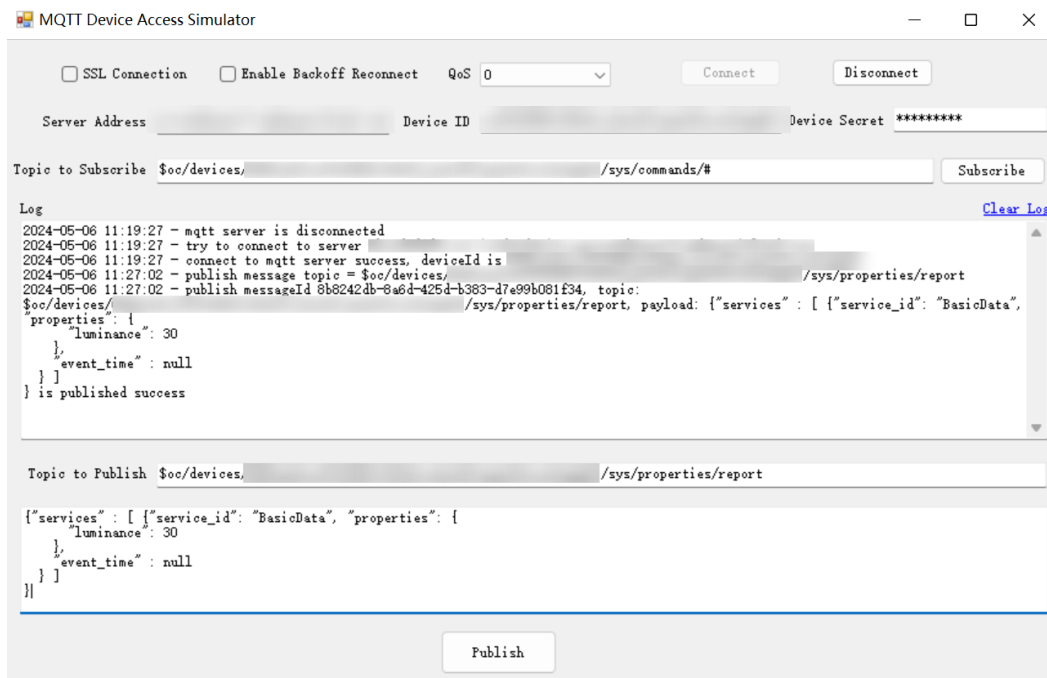 MQTT Device Access Simulator
SSL Connection Enable Backoff Reconnect QoS 0 Connect Disconnect
Server Address Device ID Device Secret *********
Topic to Subscribe $oc/devices/ /sys/commands/# Subscribe
Log Clear Log
2024-05-06 11:19:27 - mqtt server is disconnected
2024-05-06 11:19:27 - try to connect to server
2024-05-06 11:19:27 - connect to mqtt server success, deviceId is
2024-05-06 11:27:02 - publish message topic = $oc/devices/ /sys/properties/report
2024-05-06 11:27:02 - publish messageId 8b8242db-8a6d-425d-b383-d7e99b081f34, topic:
$oc/devices/ /sys/properties/report, payload: {"services" : [ {"service_id": "BasicData",
"properties": {
"luminance": 30
},
"event_time" : null
} ]
} is published success
Topic to Publish $oc/devices/ /sys/properties/report
{"services" : [ {"service_id": "BasicData", "properties": {
"luminance": 30
},
"event_time" : null
} ]
}
Publish